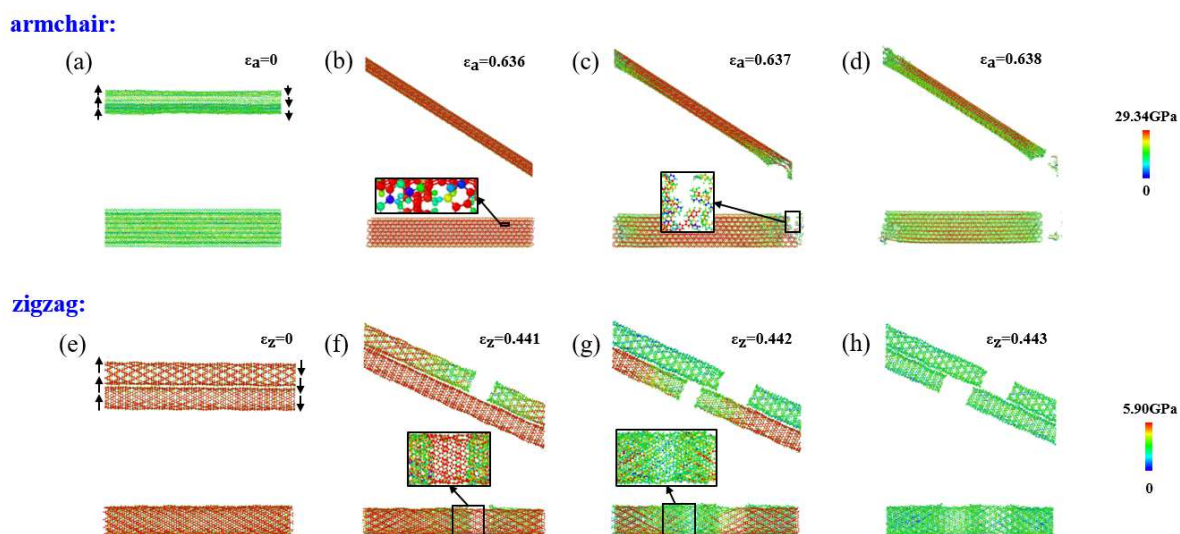 armchair:
(a) εa=0
(b) εa=0.636
(c) εa=0.637
(d) εa=0.638
29.34GPa
0
zigzag:
(e) εz=0
(f) εz=0.441
(g) εz=0.442
(h) εz=0.443
5.90GPa
0